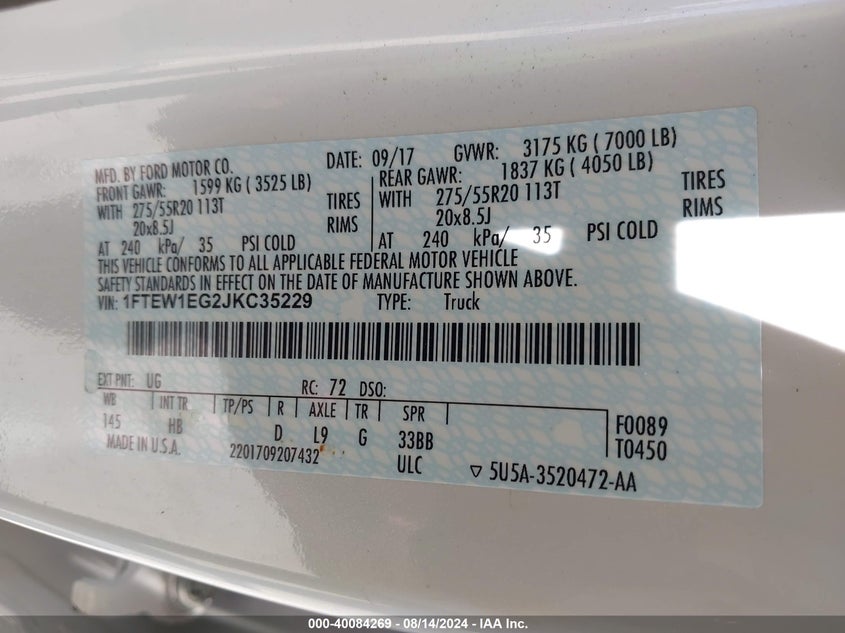 MFD. BY FORD MOTOR CO. DATE: 09/17 GVWR: 3175 KG ( 7000 LB)
FRONT GAWR: 1599 KG ( 3525 LB) REAR GAWR: 1837 KG ( 4050 LB)
WITH 275/55R20 113T TIRES WITH 275/55R20 113T TIRES
20x8.5J RIMS 20x8.5J RIMS
AT 240 kPa/ 35 PSI COLD AT 240 kPa/ 35 PSI COLD
THIS VEHICLE CONFORMS TO ALL APPLICABLE FEDERAL MOTOR VEHICLE
SAFETY STANDARDS IN EFFECT ON THE DATE OF MANUFACTURE SHOWN ABOVE.
VIN: 1FTEW1EG2JKC35229 TYPE: Truck
EXT PNT: UG RC: 72 DSO:
WB INT TR TP/PS R AXLE TR SPR
145 HB D L9 G 33BB F0089
MADE IN U.S.A. 2201709207432 ULC T0450
▽ 5U5A-3520472-AA
000-40084269 - 08/14/2024 - IAA Inc.